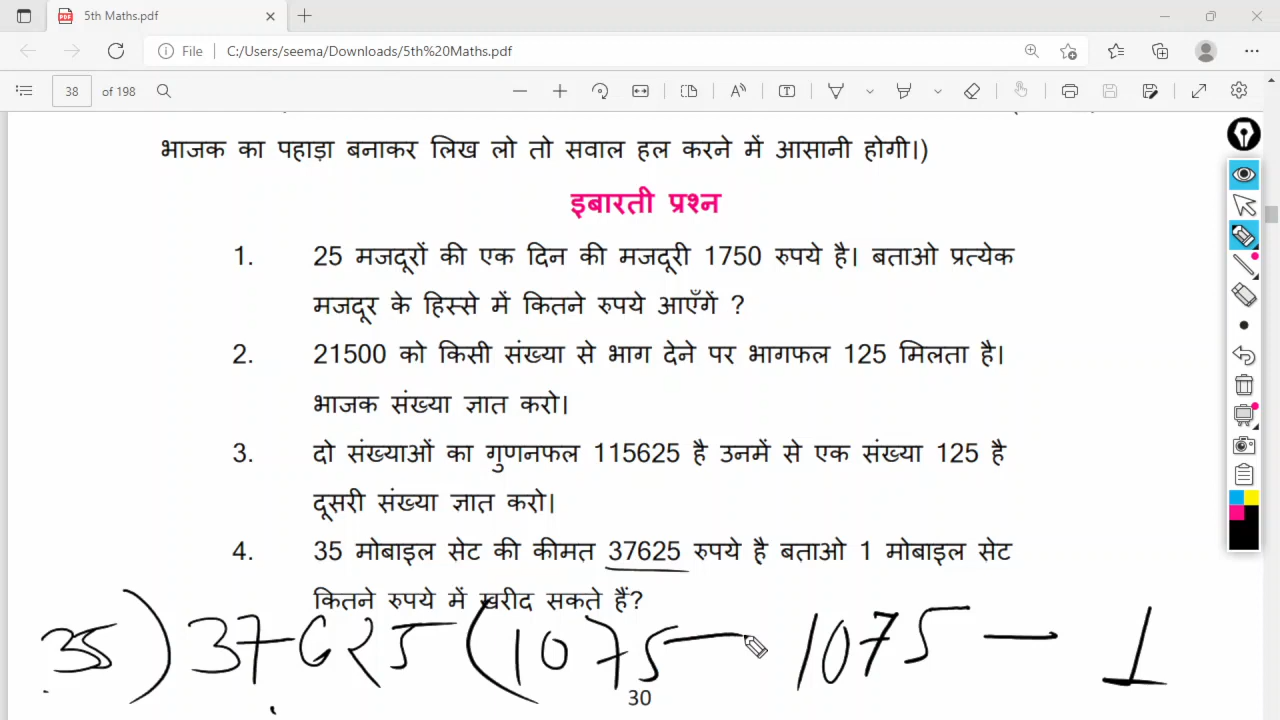 5th Maths.pdf
File C:/Users/seema/Downloads/5th%20Maths.pdf
38 of 198
भाजक का पहाड़ा बनाकर लिख लो तो सवाल हल करने में आसानी होगी।)
इबारती प्रश्न
1. 25 मजदूरों की एक दिन की मजदूरी 1750 रुपये है। बताओ प्रत्येक
मजदूर के हिस्से में कितने रुपये आएँगें ?
2. 21500 को किसी संख्या से भाग देने पर भागफल 125 मिलता है।
भाजक संख्या ज्ञात करो।
3. दो संख्याओं का गुणनफल 115625 है उनमें से एक संख्या 125 है
दूसरी संख्या ज्ञात करो।
4. 35 मोबाइल सेट की कीमत 37625 रुपये है बताओ 1 मोबाइल सेट
कितने रुपये में खरीद सकते हैं?
35) 37625 (1075 — 1075 — 1
30